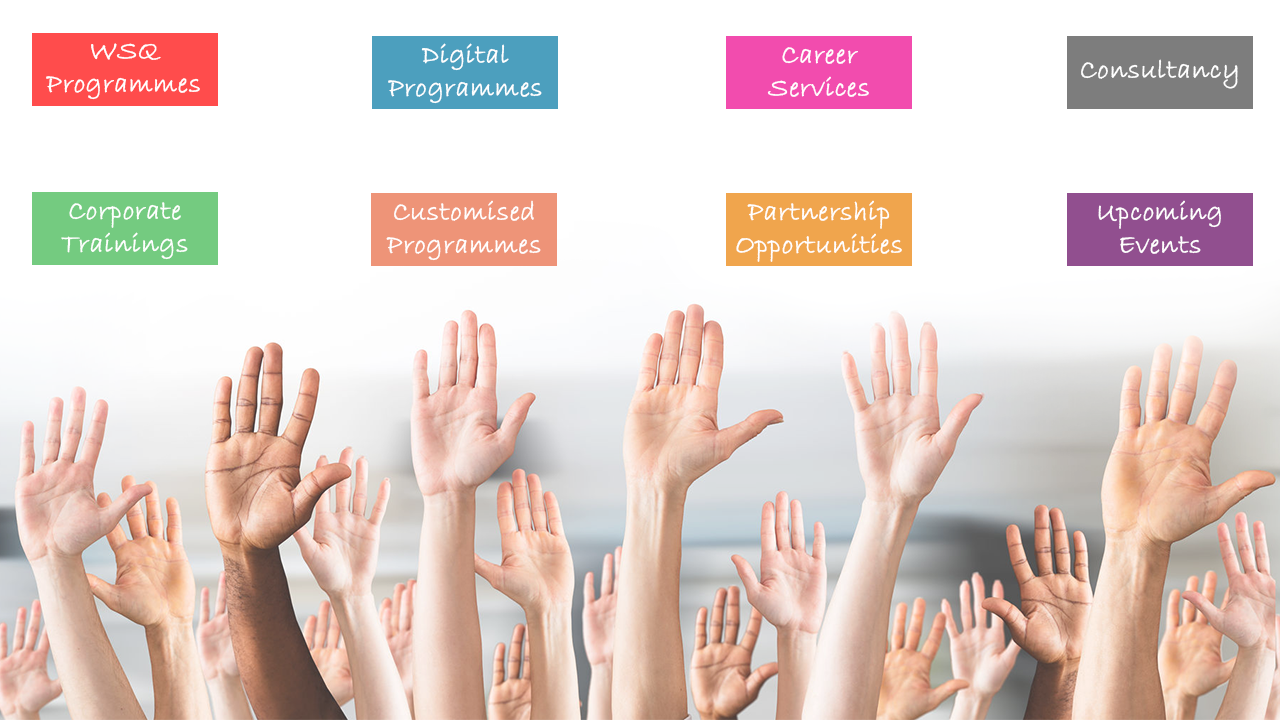 WSQ
Programmes
Digital
Programmes
Career
Services
Consultancy
Corporate
Trainings
Customised
Programmes
Partnership
Opportunities
Upcoming
Events